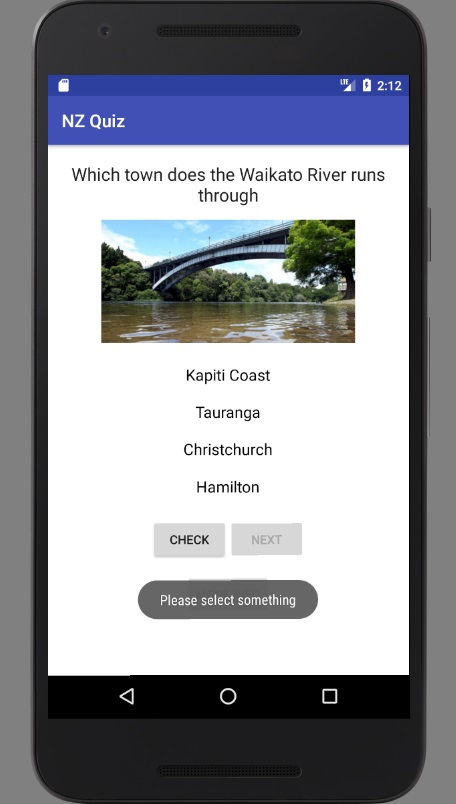 LTE 2:12
NZ Quiz
Which town does the Waikato River runs
through
Kapiti Coast
Tauranga
Christchurch
Hamilton
CHECK NEXT
Please select something